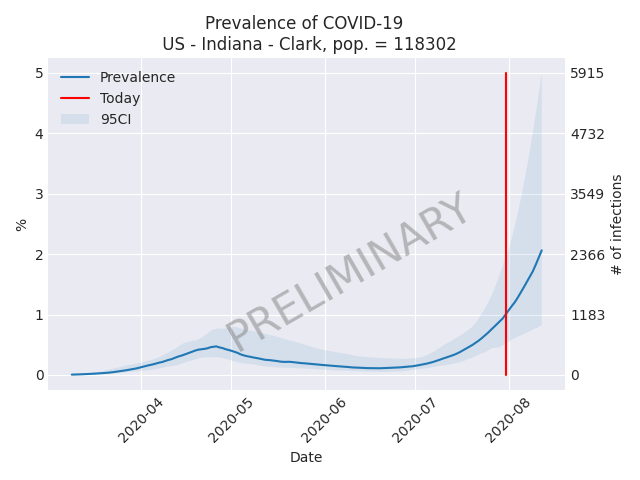 Prevalence of COVID-19
US - Indiana - Clark, pop. = 118302
Prevalence
Today
95CI
5
4
3
2
1
0
%
5915
4732
3549
2366
1183
0
# of infections
PRELIMINARY
2020-04
2020-05
2020-06
2020-07
2020-08
Date